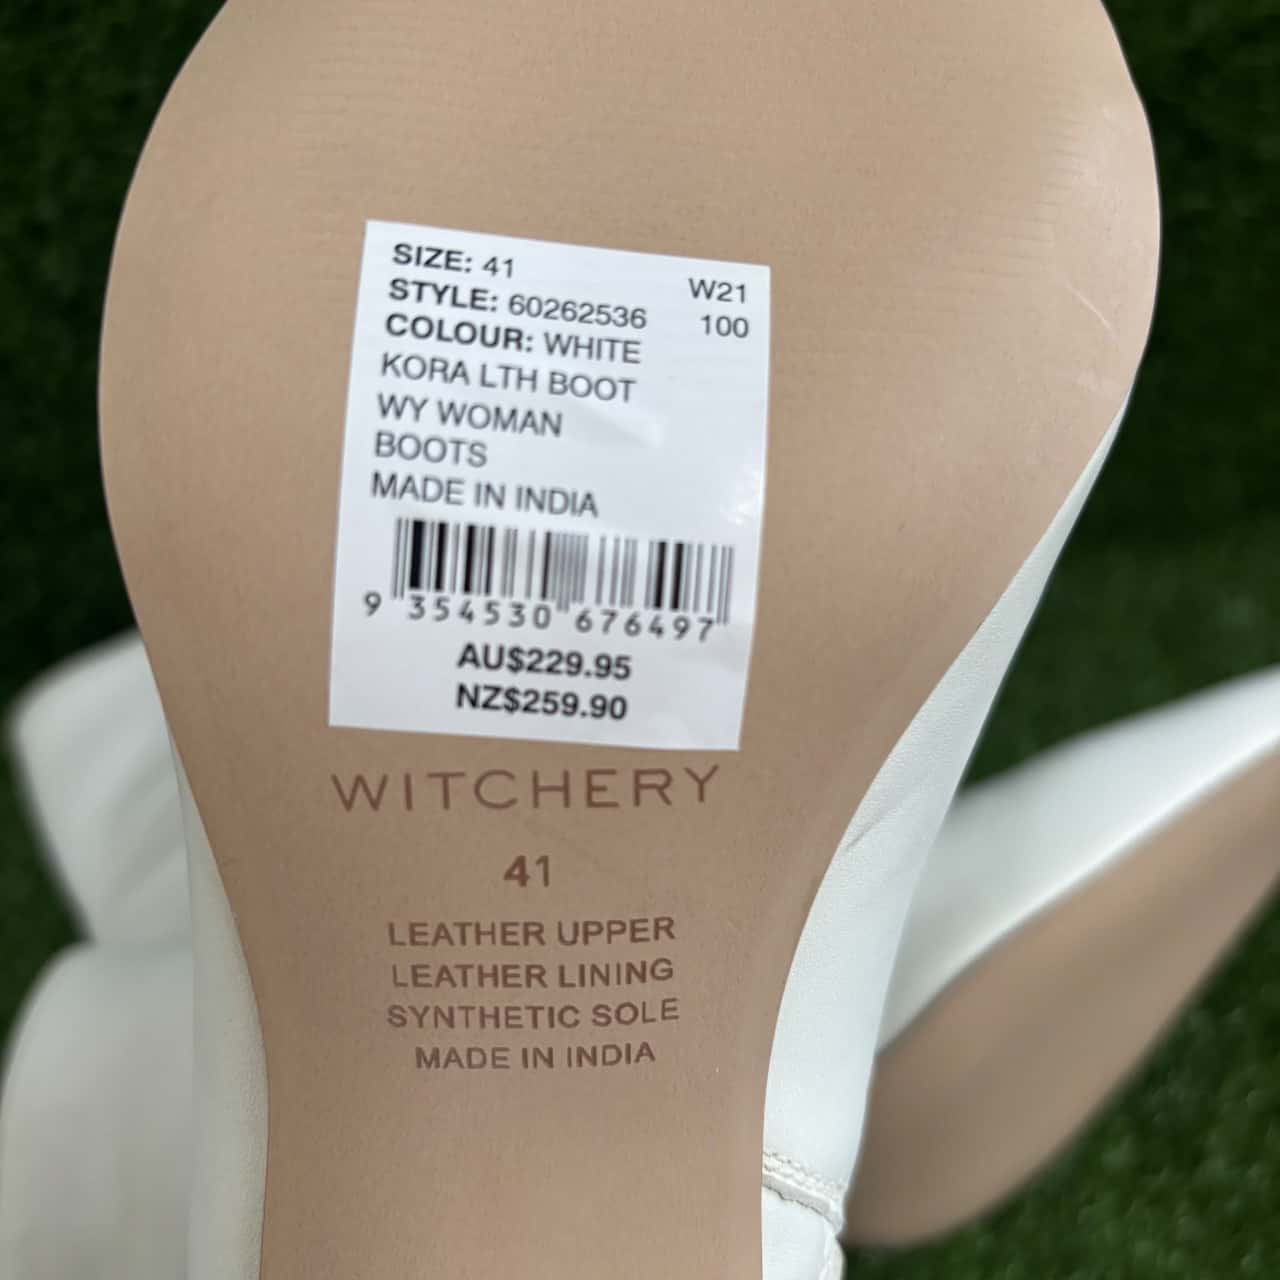 SIZE: 41
W21
STYLE: 60262536
100
COLOUR: WHITE
KORA LTH BOOT
WY WOMAN
BOOTS
MADE IN INDIA
9 354530 676497
AU$229.95
NZ$259.90
WITCHERY
41
LEATHER UPPER
LEATHER LINING
SYNTHETIC SOLE
MADE IN INDIA